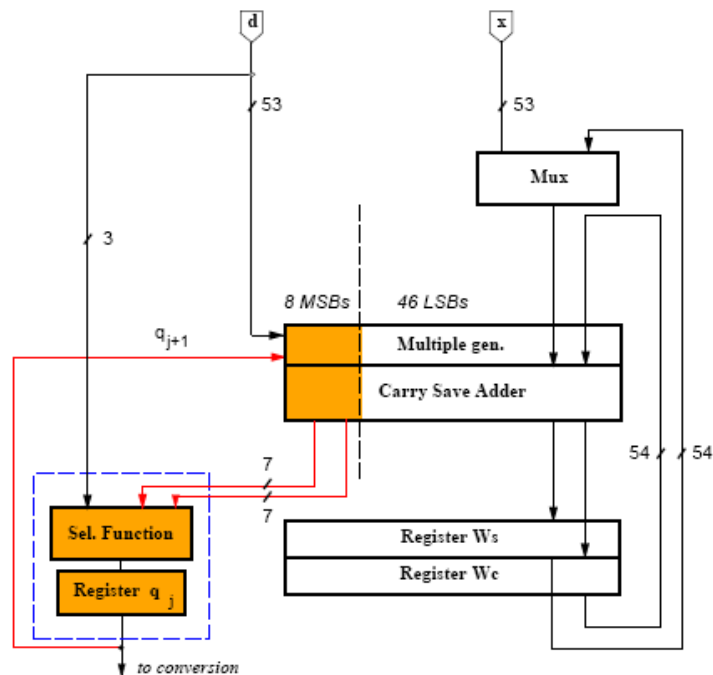 d
x
53
53
Mux
3
8 MSBs
46 LSBs
q j+1
Multiple gen.
Carry Save Adder
54
54
7
7
Sel. Function
Register Ws
Register q j
Register Wc
to conversion